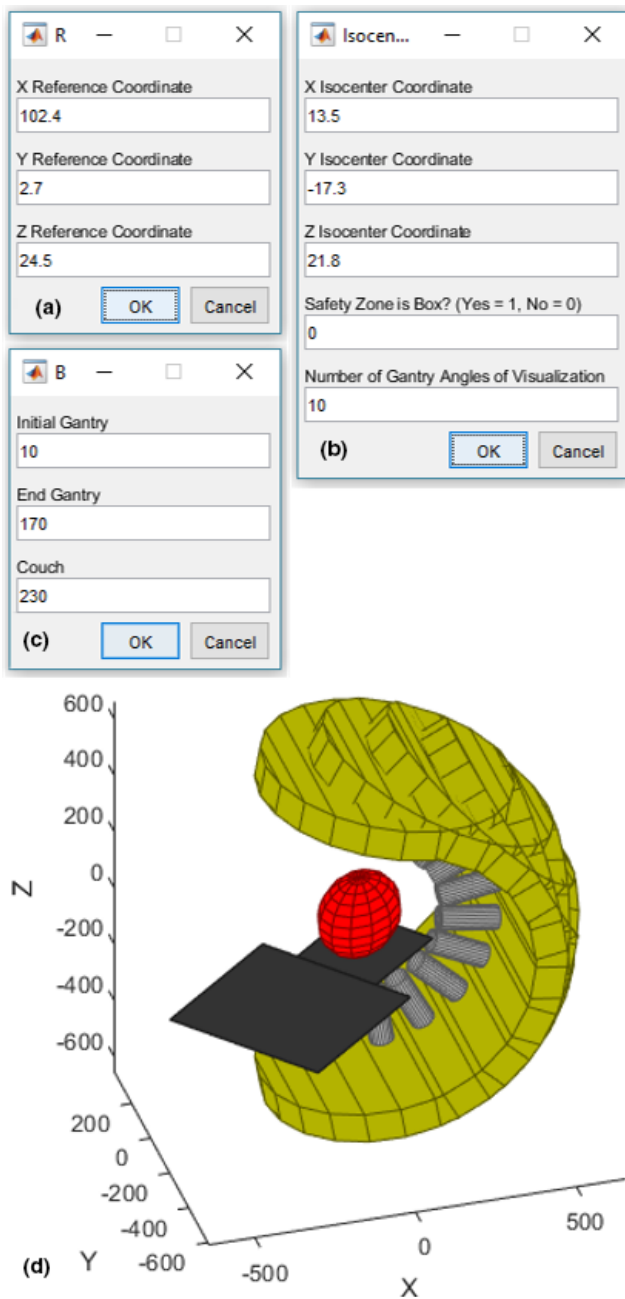 R
X Reference Coordinate
102.4
Y Reference Coordinate
2.7
Z Reference Coordinate
24.5
(a)
OK
Cancel
Isocen...
X Isocenter Coordinate
13.5
Y Isocenter Coordinate
-17.3
Z Isocenter Coordinate
21.8
Safety Zone is Box? (Yes = 1, No = 0)
0
Number of Gantry Angles of Visualization
10
(b)
OK
Cancel
B
Initial Gantry
10
End Gantry
170
Couch
230
(c)
OK
Cancel
600
400
200
0
-200
-400
-600
Z
200
0
-200
-400
-600
Y
-500
0
500
X
(d)